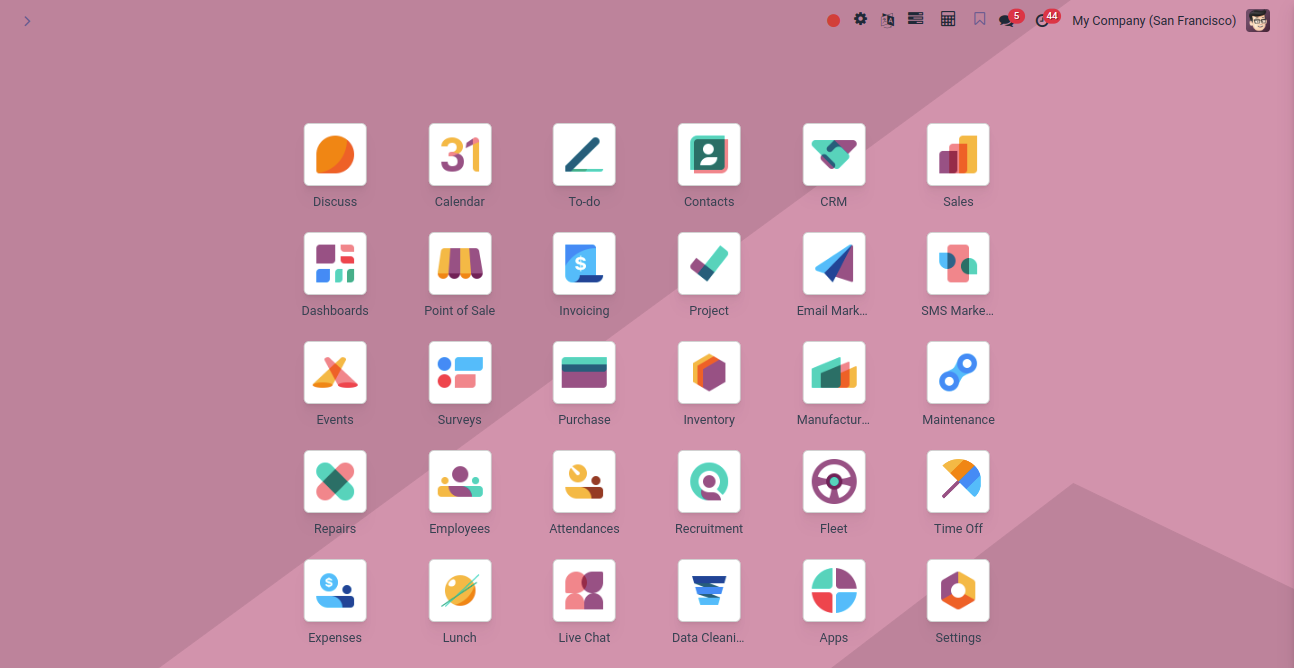 5
44
My Company (San Francisco)
31
Discuss
Calendar
To-do
Contacts
CRM
Sales
$
Dashboards
Point of Sale
Invoicing
Project
Email Mark...
SMS Marke...
Events
Surveys
Purchase
Inventory
Manufactur...
Maintenance
Repairs
Employees
Attendances
Recruitment
Fleet
Time Off
$
Expenses
Lunch
Live Chat
Data Cleani...
Apps
Settings